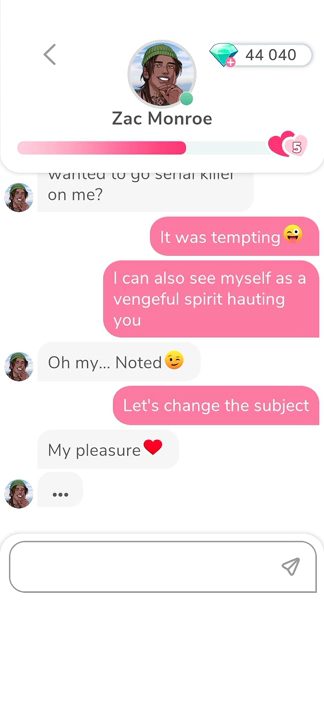 44 040
Zac Monroe
5
wanted to go serial killer
on me?
It was tempting😜
I can also see myself as a
vengeful spirit hauting
you
Oh my... Noted😉
Let's change the subject
My pleasure❤️
...